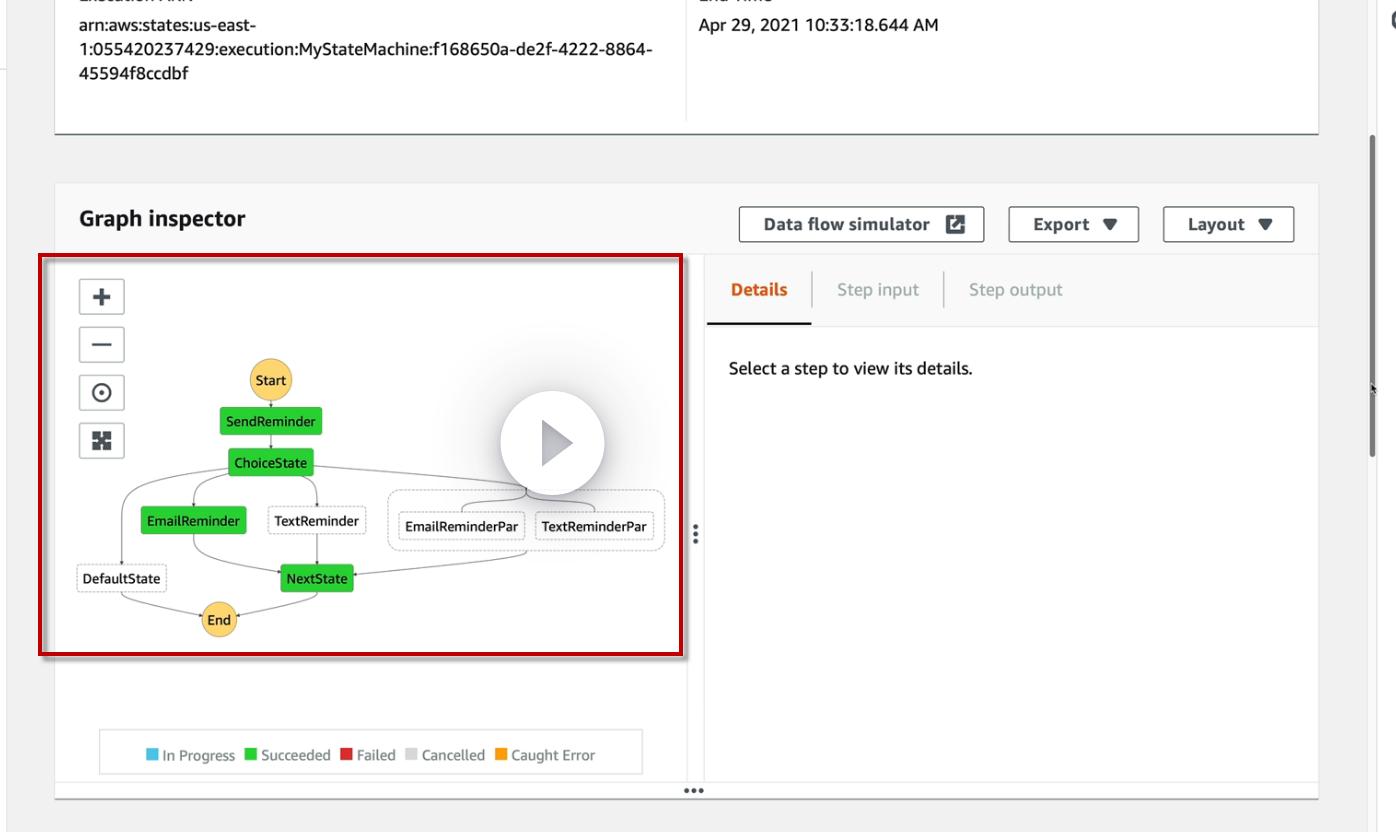 arn:aws:states:us-east-
1:055420237429:execution:MyStateMachine:f168650a-de2f-4222-8864-
45594f8ccdbf
Apr 29, 2021 10:33:18.644 AM
Graph inspector
Data flow simulator
Export
Layout
Details
Step input
Step output
Select a step to view its details.
Start
SendReminder
ChoiceState
EmailReminder
TextReminder
EmailReminderPar
TextReminderPar
DefaultState
NextState
End
In Progress
Succeeded
Failed
Cancelled
Caught Error